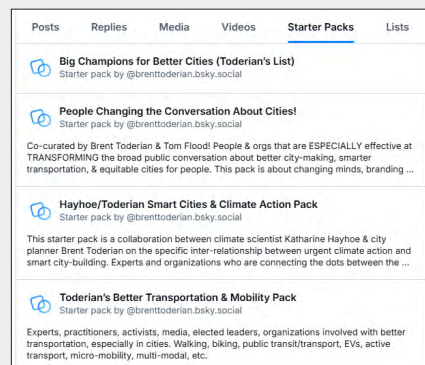 Posts Replies Media Videos Starter Packs Lists
Big Champions for Better Cities (Toderian's List)
Starter pack by @brenttoderian.bsky.social
People Changing the Conversation About Cities!
Starter pack by @brenttoderian.bsky.social
Co-curated by Brent Toderian & Tom Flood! People & orgs that are ESPECIALLY effective at
TRANSFORMING the broad public conversation about better city-making, smarter
transportation, & equitable cities for people. This pack is about changing minds, branding ...
Hayhoe/Toderian Smart Cities & Climate Action Pack
Starter pack by @brenttoderian.bsky.social
This starter pack is a collaboration between climate scientist Katharine Hayhoe & city
planner Brent Toderian on the specific inter-relationship between urgent climate action and
smart city-building. Experts and organizations who are connecting the dots between the ...
Toderian's Better Transportation & Mobility Pack
Starter pack by @brenttoderian.bsky.social
Experts, practitioners, activists, media, elected leaders, organizations involved with better
transportation, especially in cities. Walking, biking, public transit/transport, EVs, active
transport, micro-mobility, multi-modal, etc.